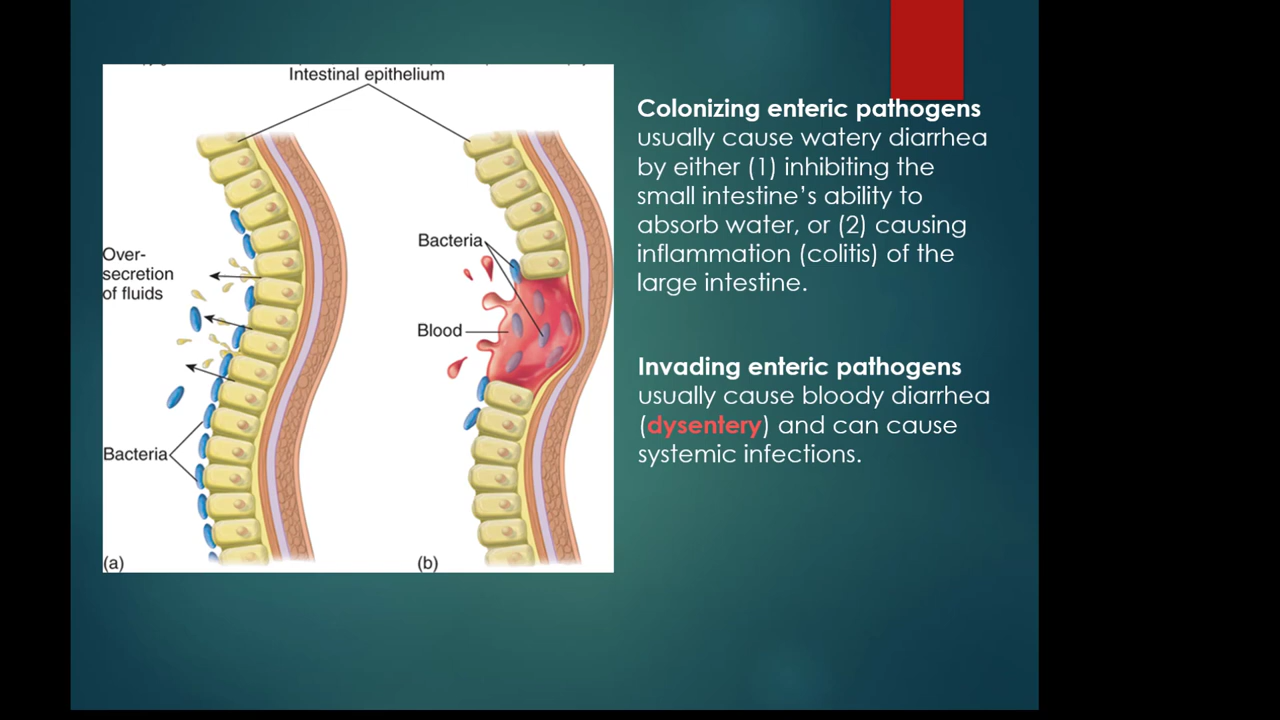 Intestinal epithelium
Over-
secretion
of fluids
Bacteria
(a)
Bacteria
Blood
(b)
Colonizing enteric pathogens
usually cause watery diarrhea
by either (1) inhibiting the
small intestine’s ability to
absorb water, or (2) causing
inflammation (colitis) of the
large intestine.
Invading enteric pathogens
usually cause bloody diarrhea
(dysentery) and can cause
systemic infections.